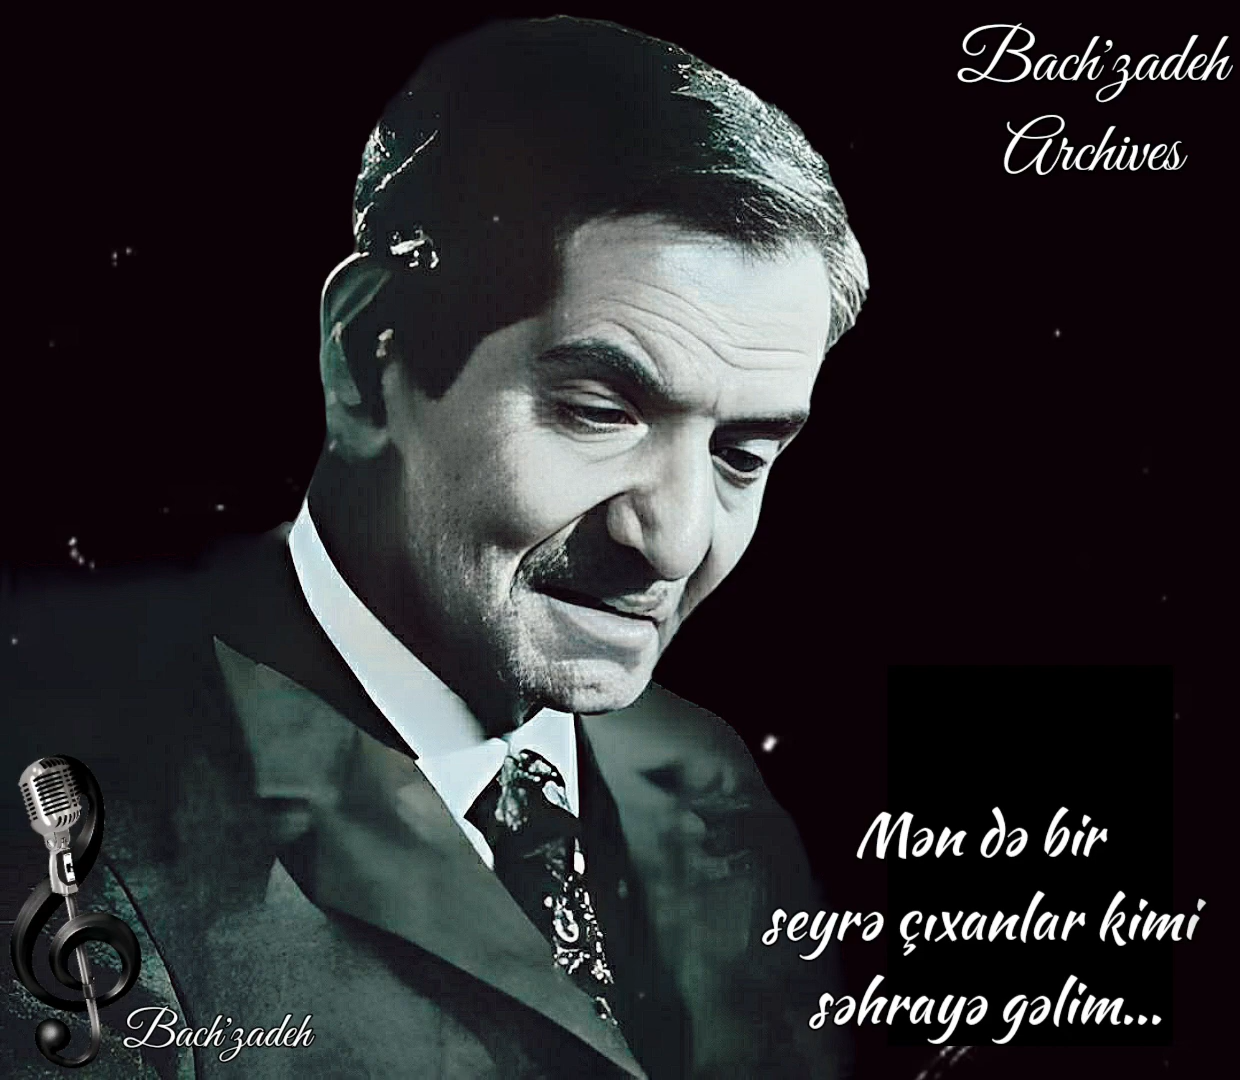 Bach'zadeh
Archives
Mən də bir
seyrə çıxanlar kimi
səhrayə gəlim...
Bach'zadeh